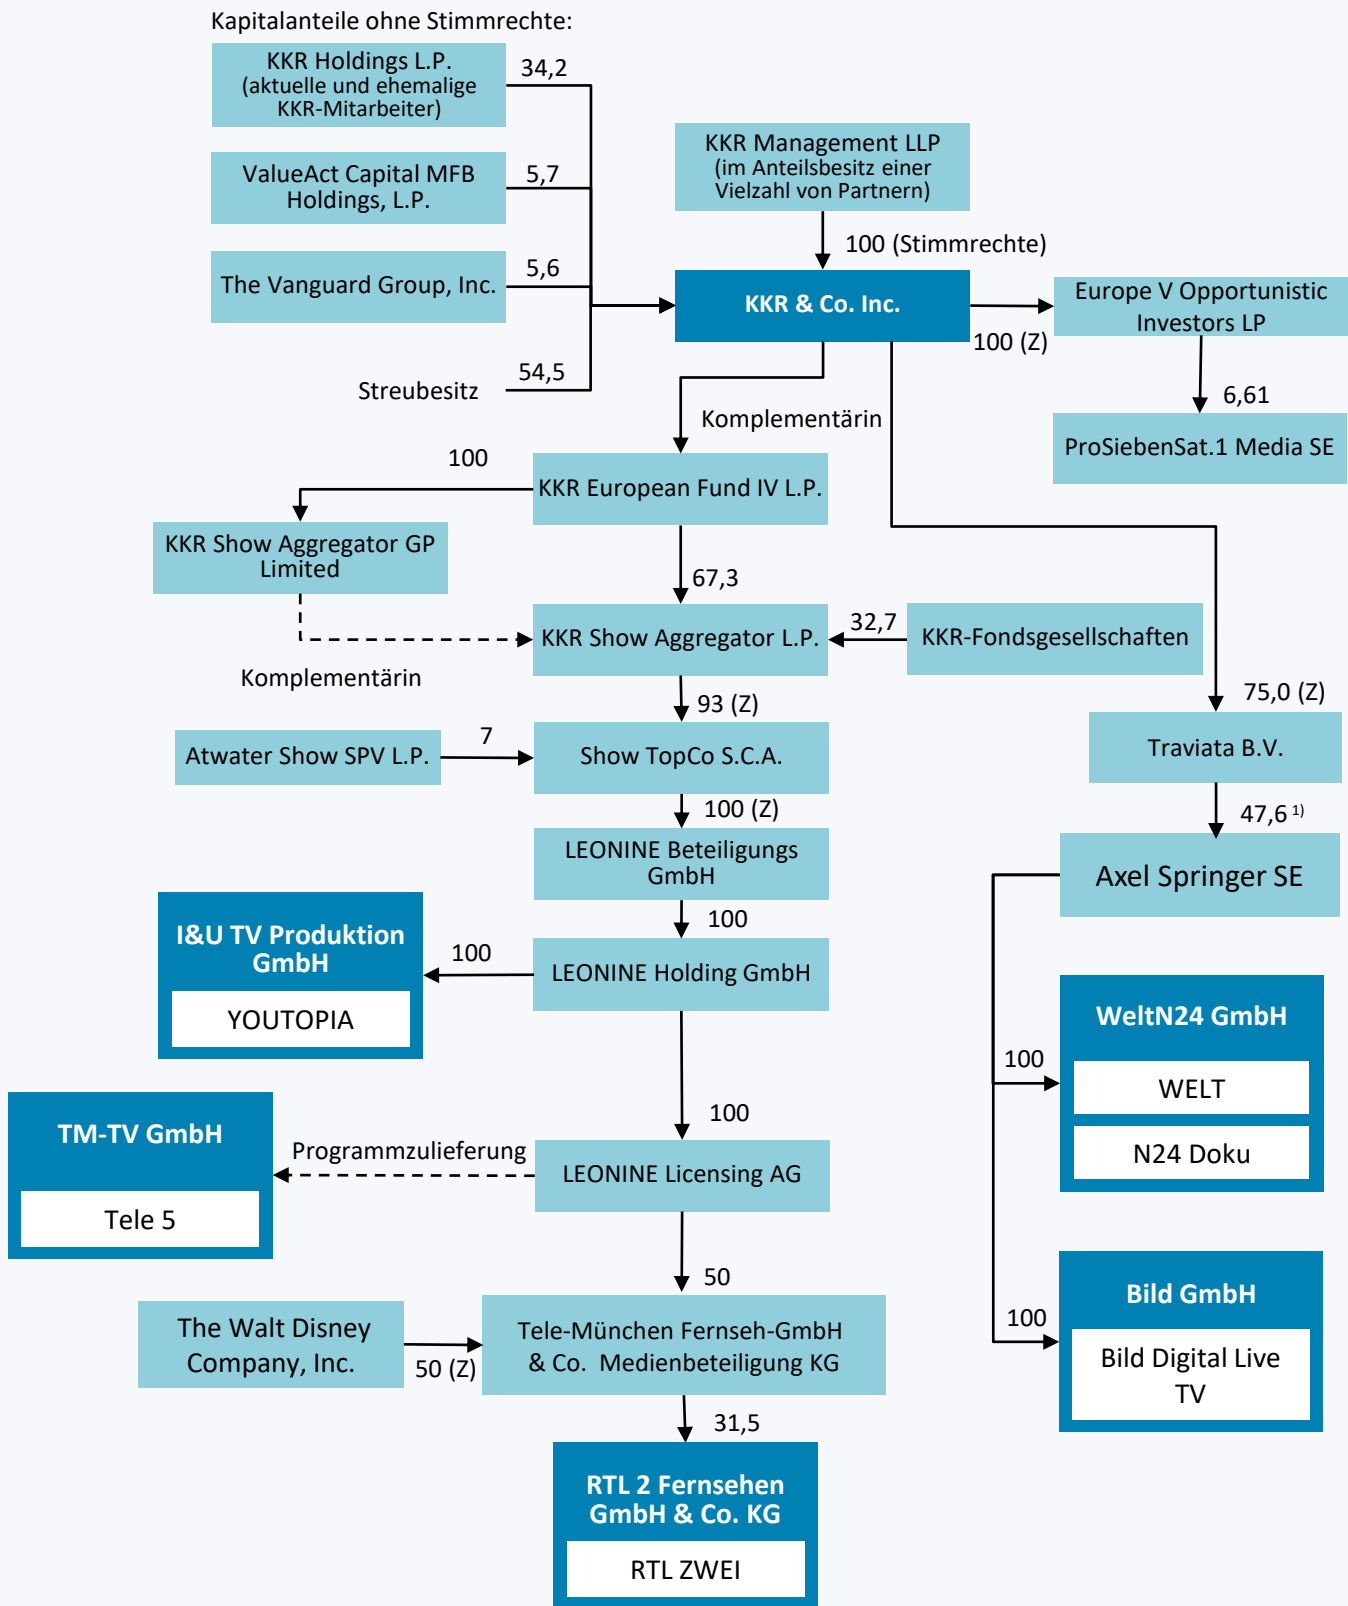 Kapitalanteile ohne Stimmrechte:
KKR Holdings L.P.
(aktuelle und ehemalige
KKR-Mitarbeiter)
34,2
ValueAct Capital MFB
Holdings, L.P.
5,7
The Vanguard Group, Inc.
5,6
Streubesitz
54,5
KKR Management LLP
(im Anteilsbesitz einer
Vielzahl von Partnern)
100 (Stimmrechte)
KKR & Co. Inc.
100 (Z)
Europe V Opportunistic
Investors LP
6,61
ProSiebenSat.1 Media SE
Komplementärin
KKR European Fund IV L.P.
100
KKR Show Aggregator GP
Limited
67,3
Komplementärin
KKR Show Aggregator L.P.
32,7
KKR-Fondsgesellschaften
93 (Z)
Atwater Show SPV L.P.
7
Show TopCo S.C.A.
100 (Z)
LEONINE Beteiligungs
GmbH
100
LEONINE Holding GmbH
100
I&U TV Produktion
GmbH
YOUTOPIA
100
LEONINE Licensing AG
Programmzulieferung
TM-TV GmbH
Tele 5
50
The Walt Disney
Company, Inc.
50 (Z)
Tele-München Fernseh-GmbH
& Co. Medienbeteiligung KG
31,5
RTL 2 Fernsehen
GmbH & Co. KG
RTL ZWEI
75,0 (Z)
Traviata B.V.
47,6 1)
Axel Springer SE
100
WeltN24 GmbH
WELT
N24 Doku
100
Bild GmbH
Bild Digital Live
TV